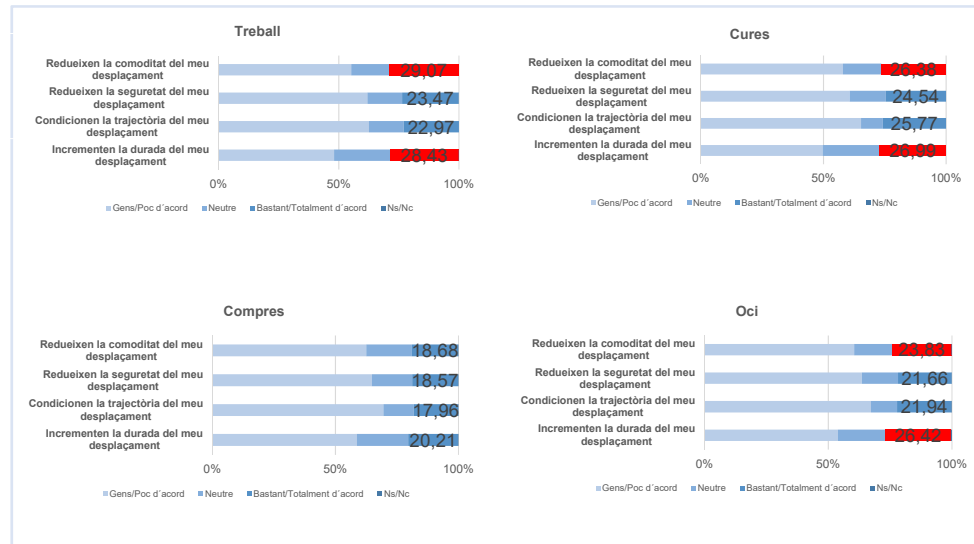 Treball
Redueixen la comoditat del meu
desplaçament
29,07
Redueixen la seguretat del meu
desplaçament
23,47
Condicionen la trajectòria del meu
desplaçament
22,97
Incrementen la durada del meu
desplaçament
28,43
0% 50% 100%
Gens/Poc d´acord Neutre Bastant/Totalment d´acord Ns/Nc
Cures
Redueixen la comoditat del meu
desplaçament
26,38
Redueixen la seguretat del meu
desplaçament
24,54
Condicionen la trajectòria del meu
desplaçament
25,77
Incrementen la durada del meu
desplaçament
26,99
0% 50% 100%
Gens/Poc d´acord Neutre Bastant/Totalment d´acord Ns/Nc
Compres
Redueixen la comoditat del meu
desplaçament
18,68
Redueixen la seguretat del meu
desplaçament
18,57
Condicionen la trajectòria del meu
desplaçament
17,96
Incrementen la durada del meu
desplaçament
20,21
0% 50% 100%
Gens/Poc d´acord Neutre Bastant/Totalment d´acord Ns/Nc
Oci
Redueixen la comoditat del meu
desplaçament
23,83
Redueixen la seguretat del meu
desplaçament
21,66
Condicionen la trajectòria del meu
desplaçament
21,94
Incrementen la durada del meu
desplaçament
26,42
0% 50% 100%
Gens/Poc d´acord Neutre Bastant/Totalment d´acord Ns/Nc